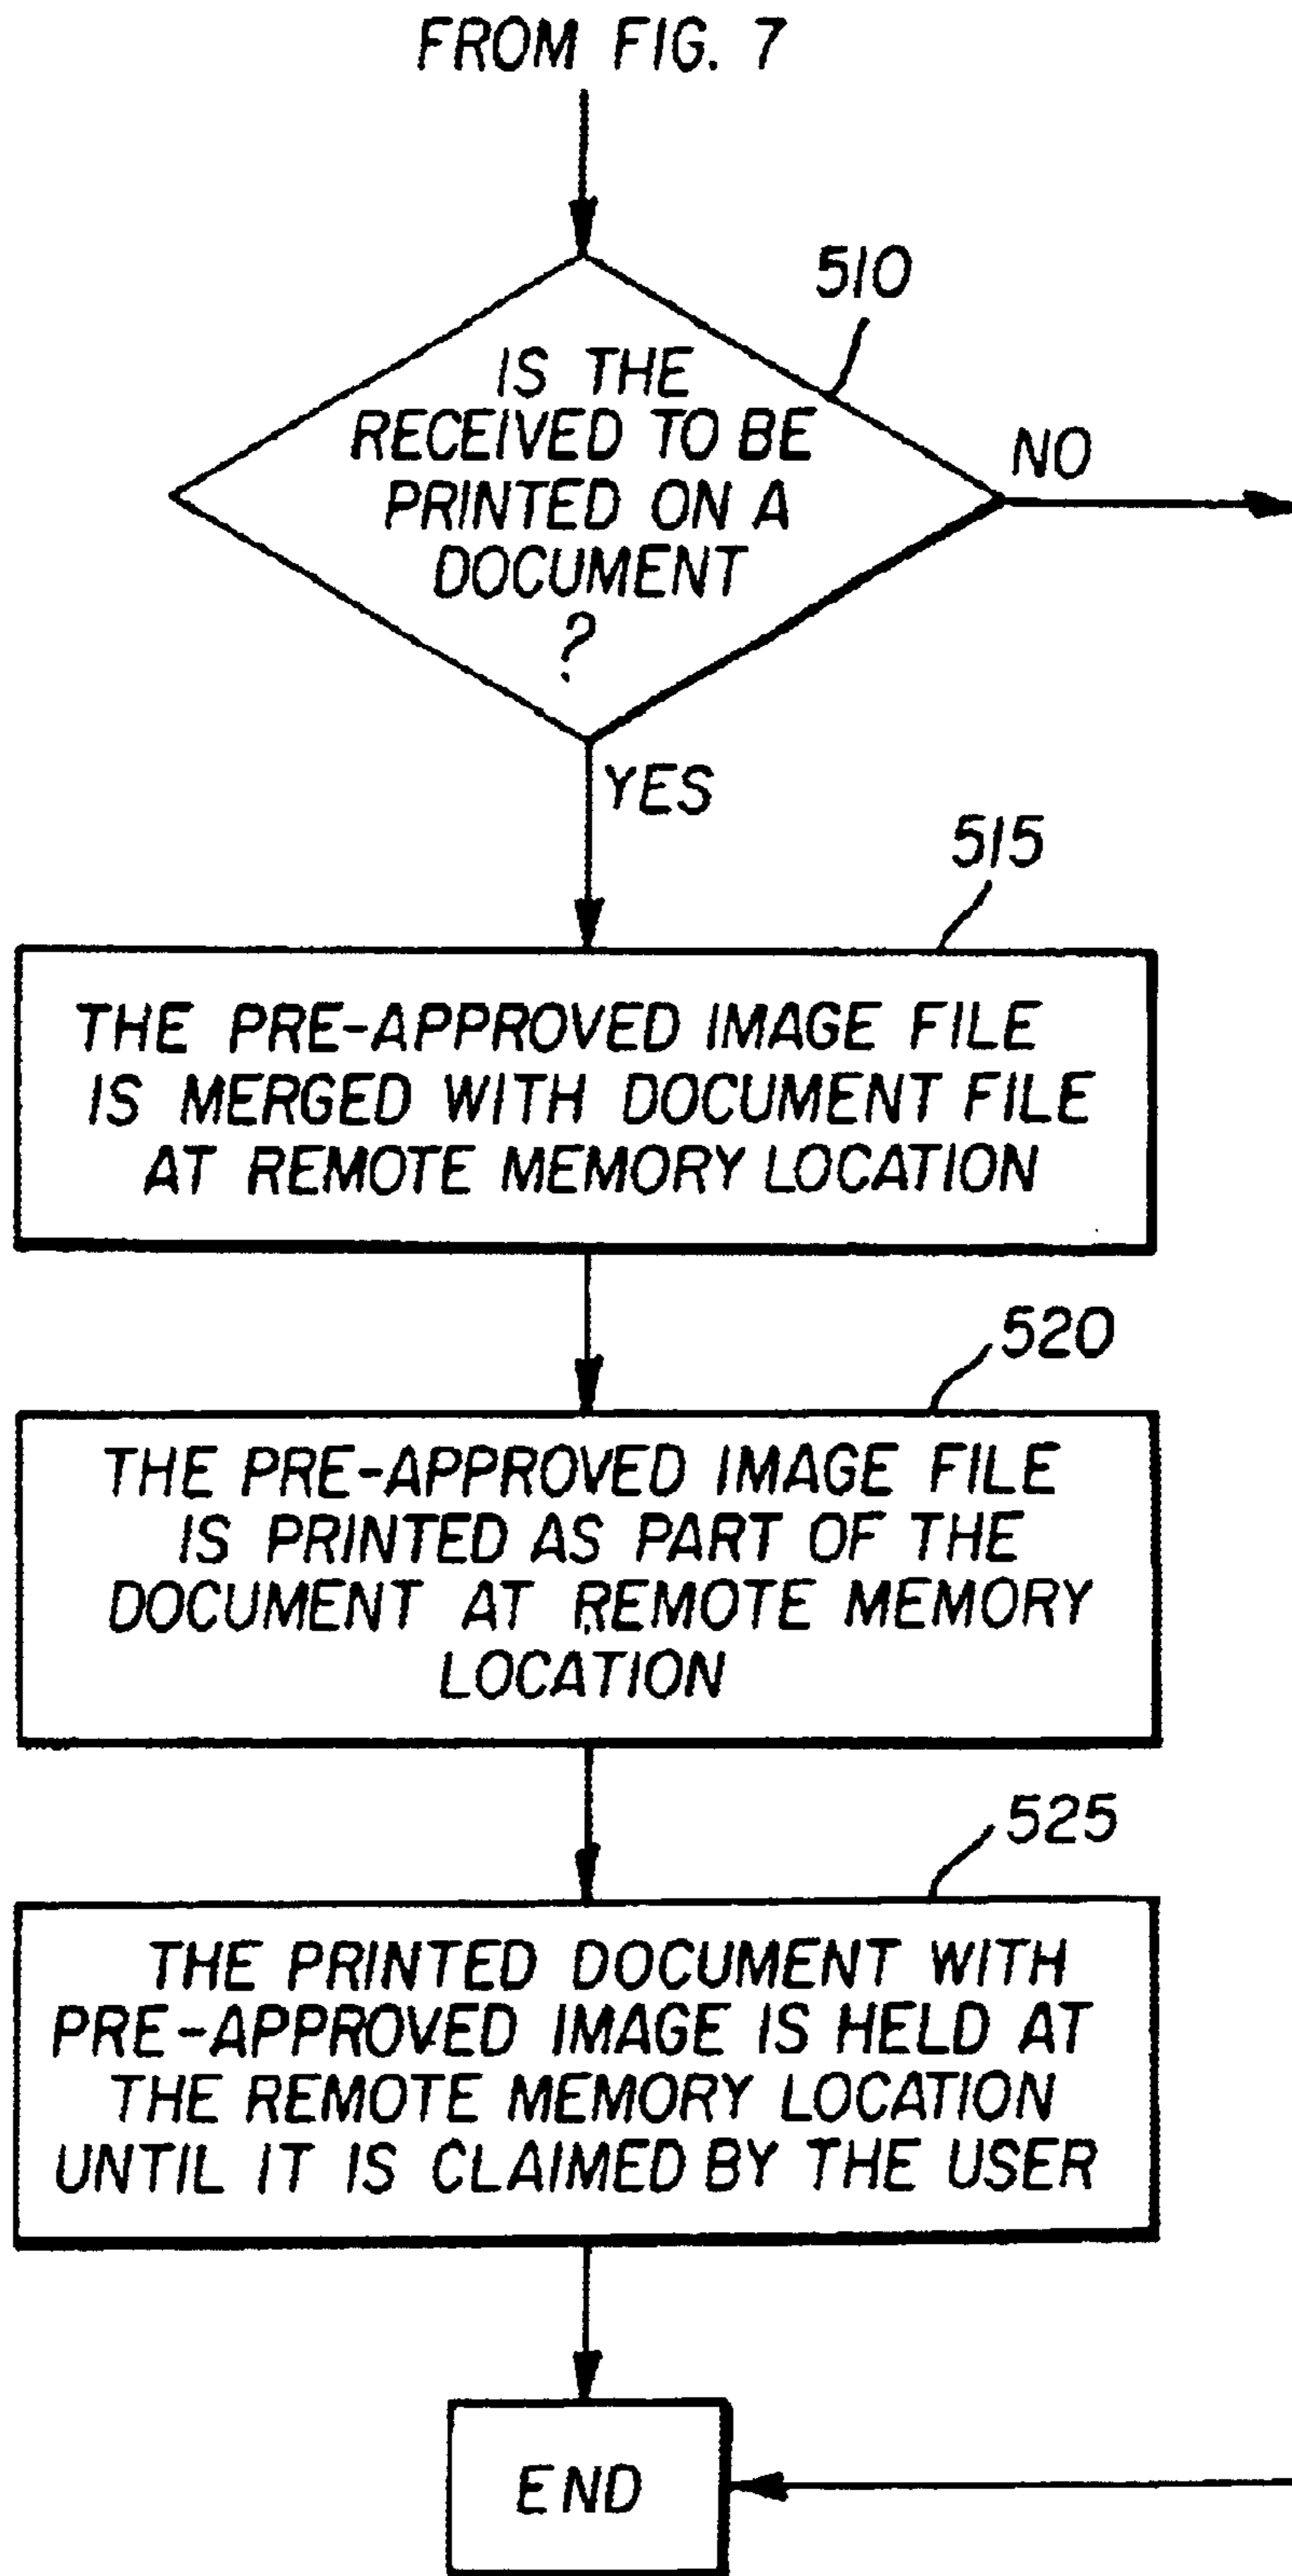 FROM FIG. 7
510
IS THE
RECEIVED TO BE
PRINTED ON A
DOCUMENT
?
NO
YES
515
THE PRE-APPROVED IMAGE FILE
IS MERGED WITH DOCUMENT FILE
AT REMOTE MEMORY LOCATION
520
THE PRE-APPROVED IMAGE FILE
IS PRINTED AS PART OF THE
DOCUMENT AT REMOTE MEMORY
LOCATION
525
THE PRINTED DOCUMENT WITH
PRE-APPROVED IMAGE IS HELD AT
THE REMOTE MEMORY LOCATION
UNTIL IT IS CLAIMED BY THE USER
END